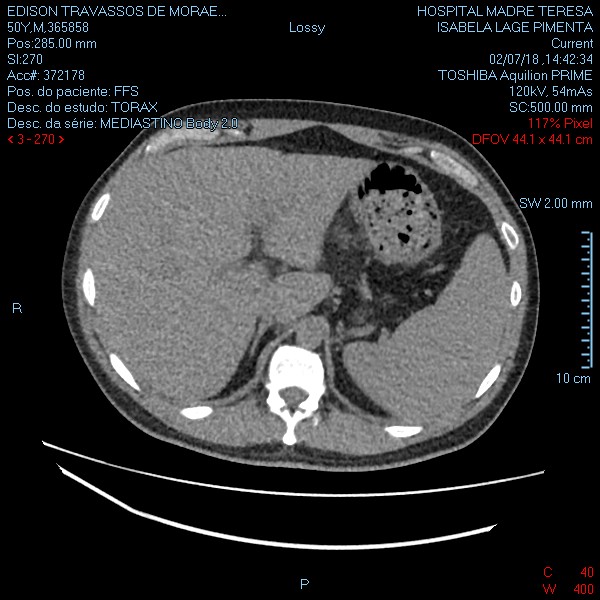 EDISON TRAVASSOS DE MORAE...
50Y,M,365858
Pos:285.00 mm
SI:270
Acc#: 372178
Pos. do paciente: FFS
Desc. do estudo: TORAX
Desc. da série: MEDIASTINO Body 2.0
< 3 - 270 >
Lossy
HOSPITAL MADRE TERESA
ISABELA LAGE PIMENTA
Current
02/07/18 ,14:42:34
TOSHIBA Aquilion PRIME
120kV, 54mAs
SC:500.00 mm
117% Pixel
DFOV 44.1 x 44.1 cm
SW 2.00 mm
R
10 cm
P
C 40
W 400